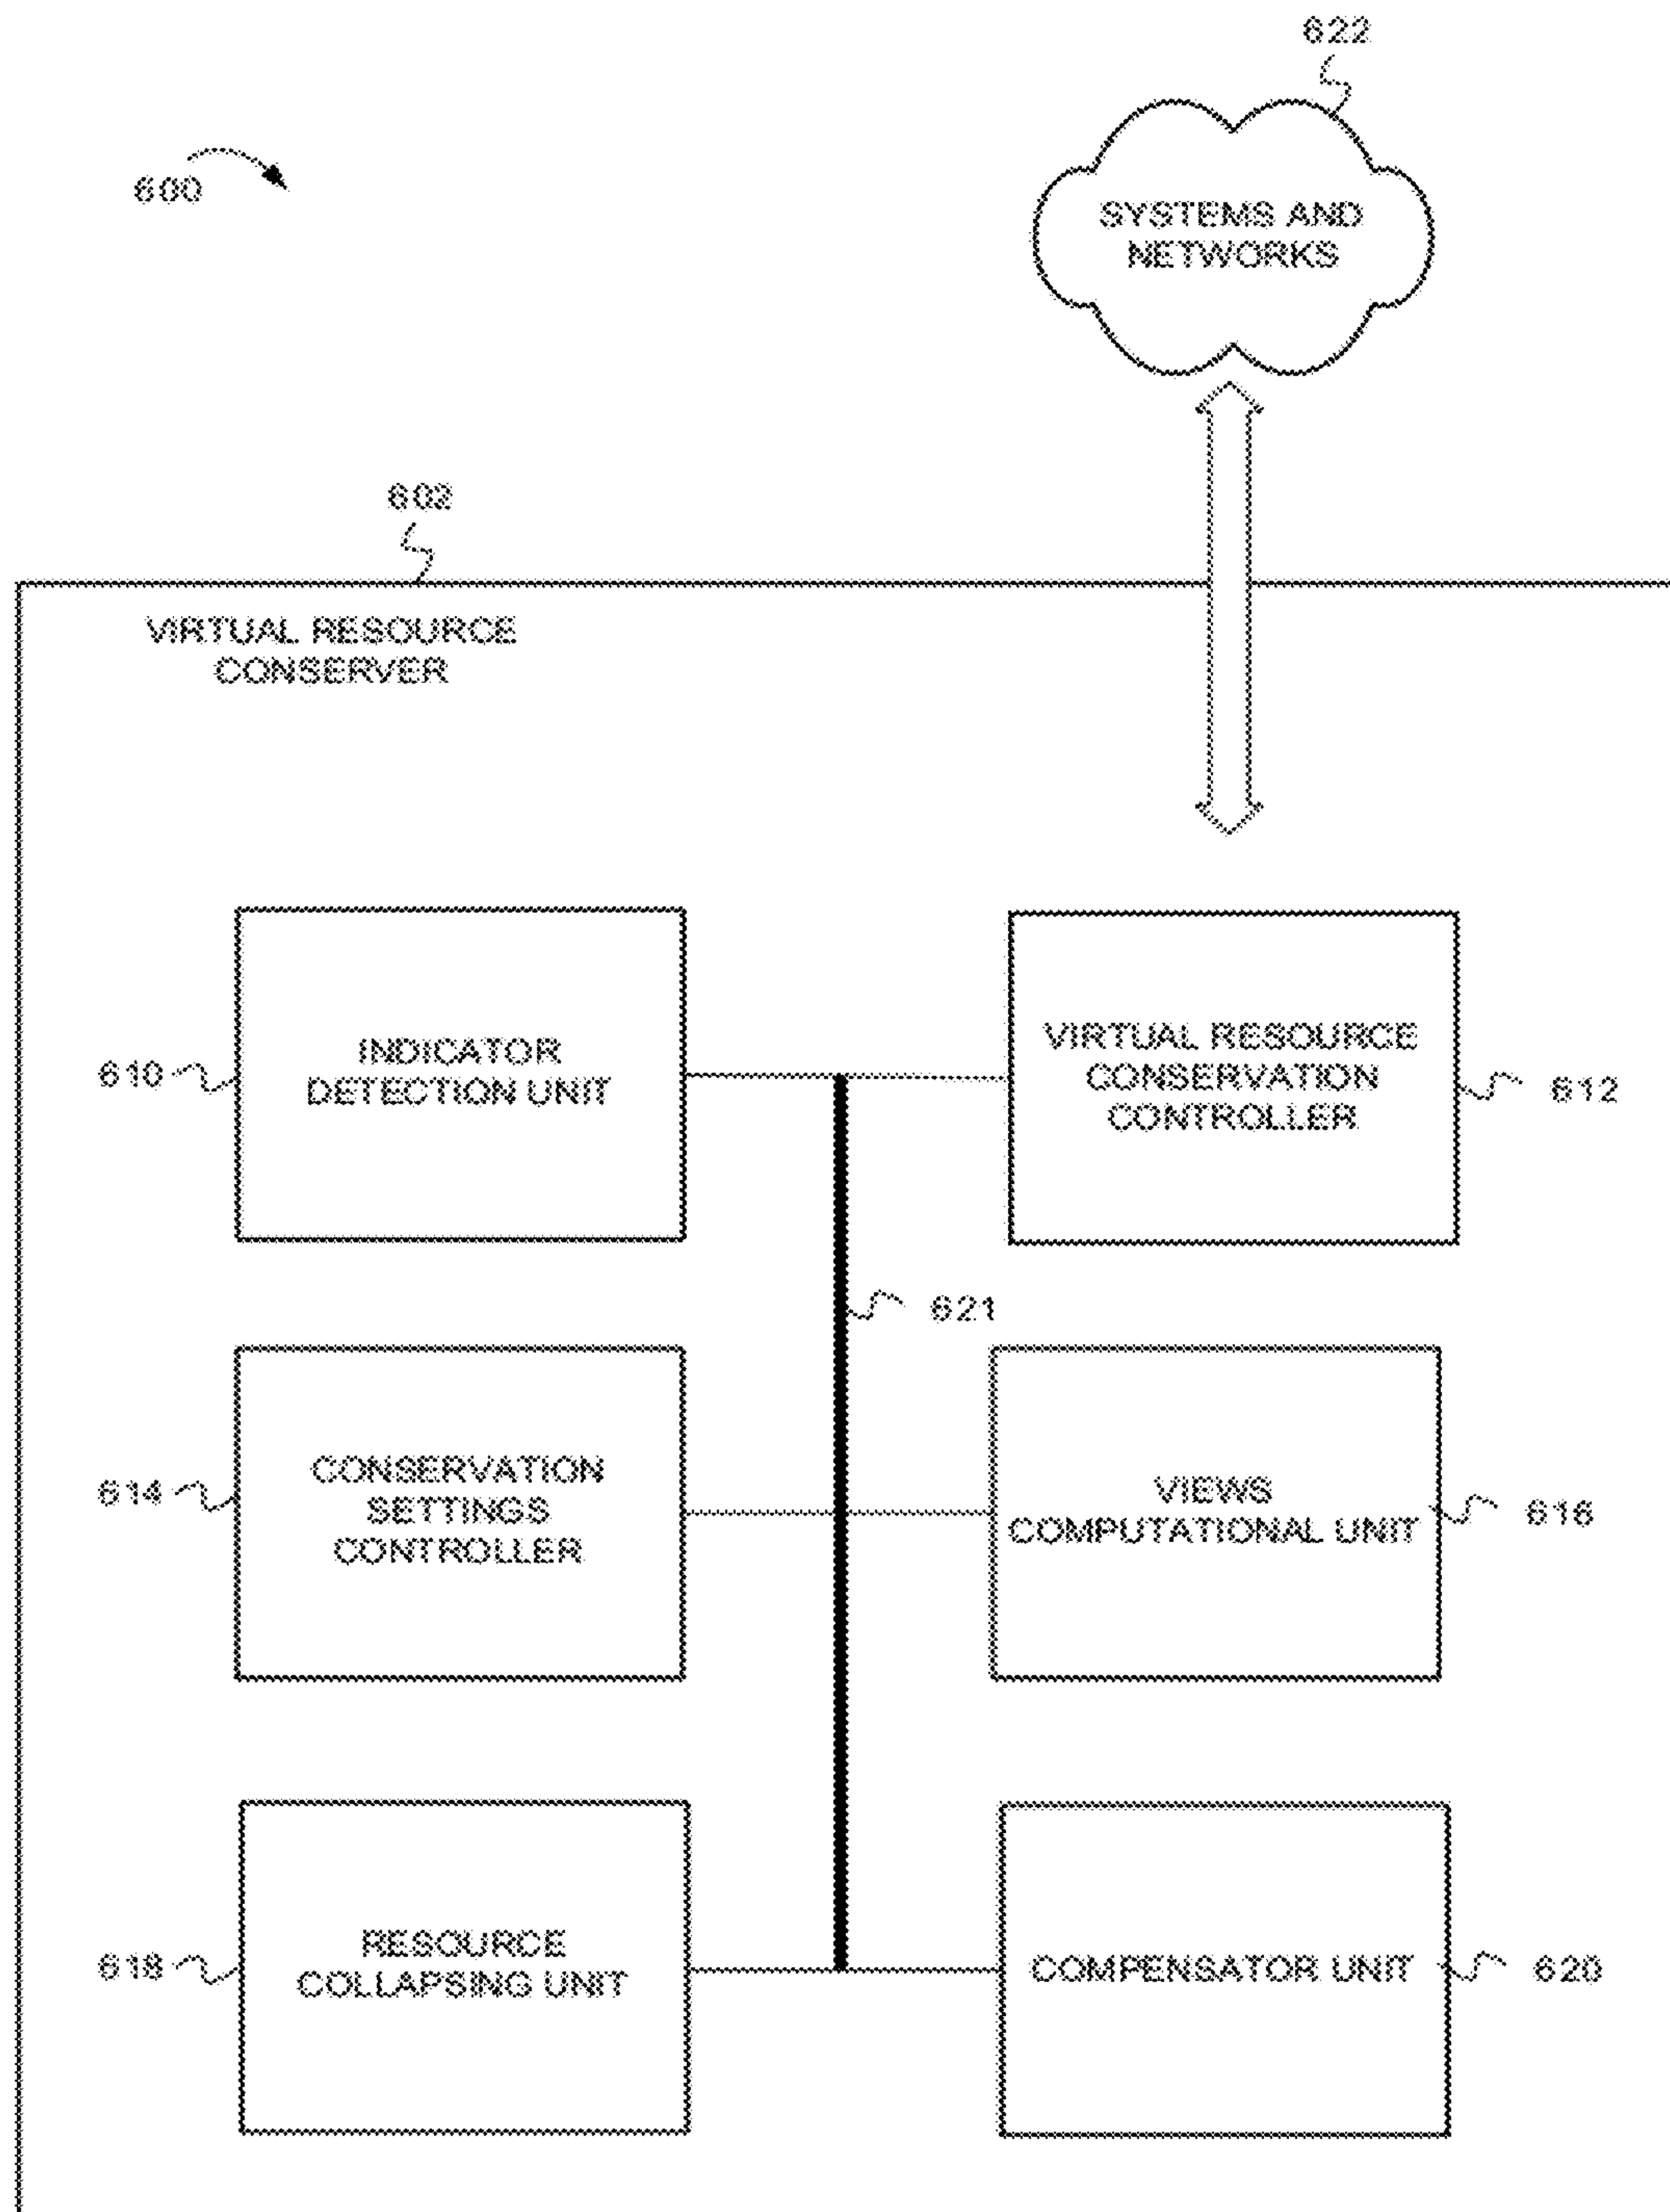 622
600
SYSTEMS AND
NETWORKS
602
VIRTUAL RESOURCE
CONSERVER
610
INDICATOR
DETECTION UNIT
VIRTUAL RESOURCE
CONSERVATION
CONTROLLER
612
621
614
CONSERVATION
SETTINGS
CONTROLLER
VIEWS
COMPUTATIONAL UNIT
616
618
RESOURCE
COLLAPSING UNIT
COMPENSATOR UNIT
620